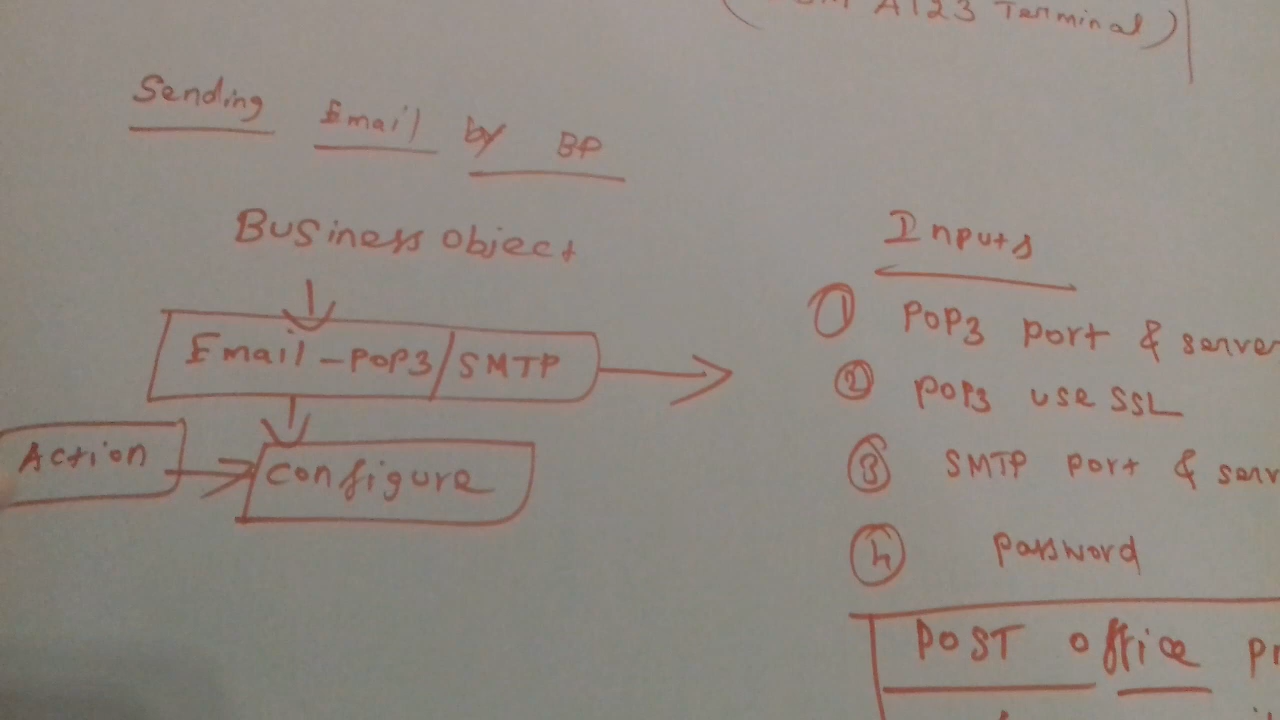 A123 Terminal)
Sending Email by BP
Business object
Email - POP3/SMTP
Action
configure
Inputs
① POP3 port & server
② POP3 use SSL
③ SMTP port & serv
④ password
POST office